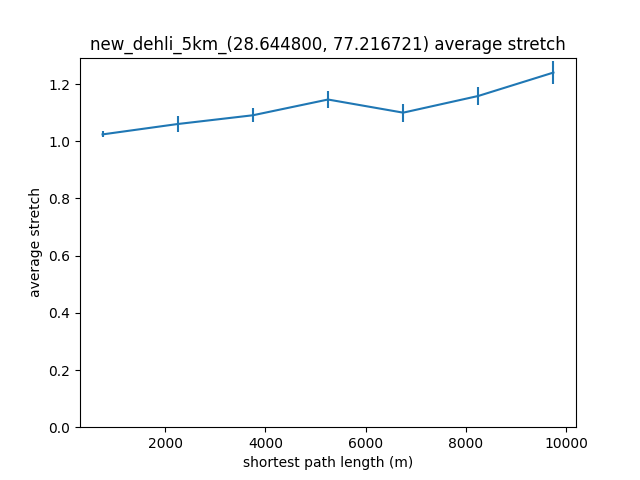 new_dehli_5km_(28.644800, 77.216721) average stretch
1.2
1.0
0.8
0.6
0.4
0.2
0.0
average stretch
2000 4000 6000 8000 10000
shortest path length (m)